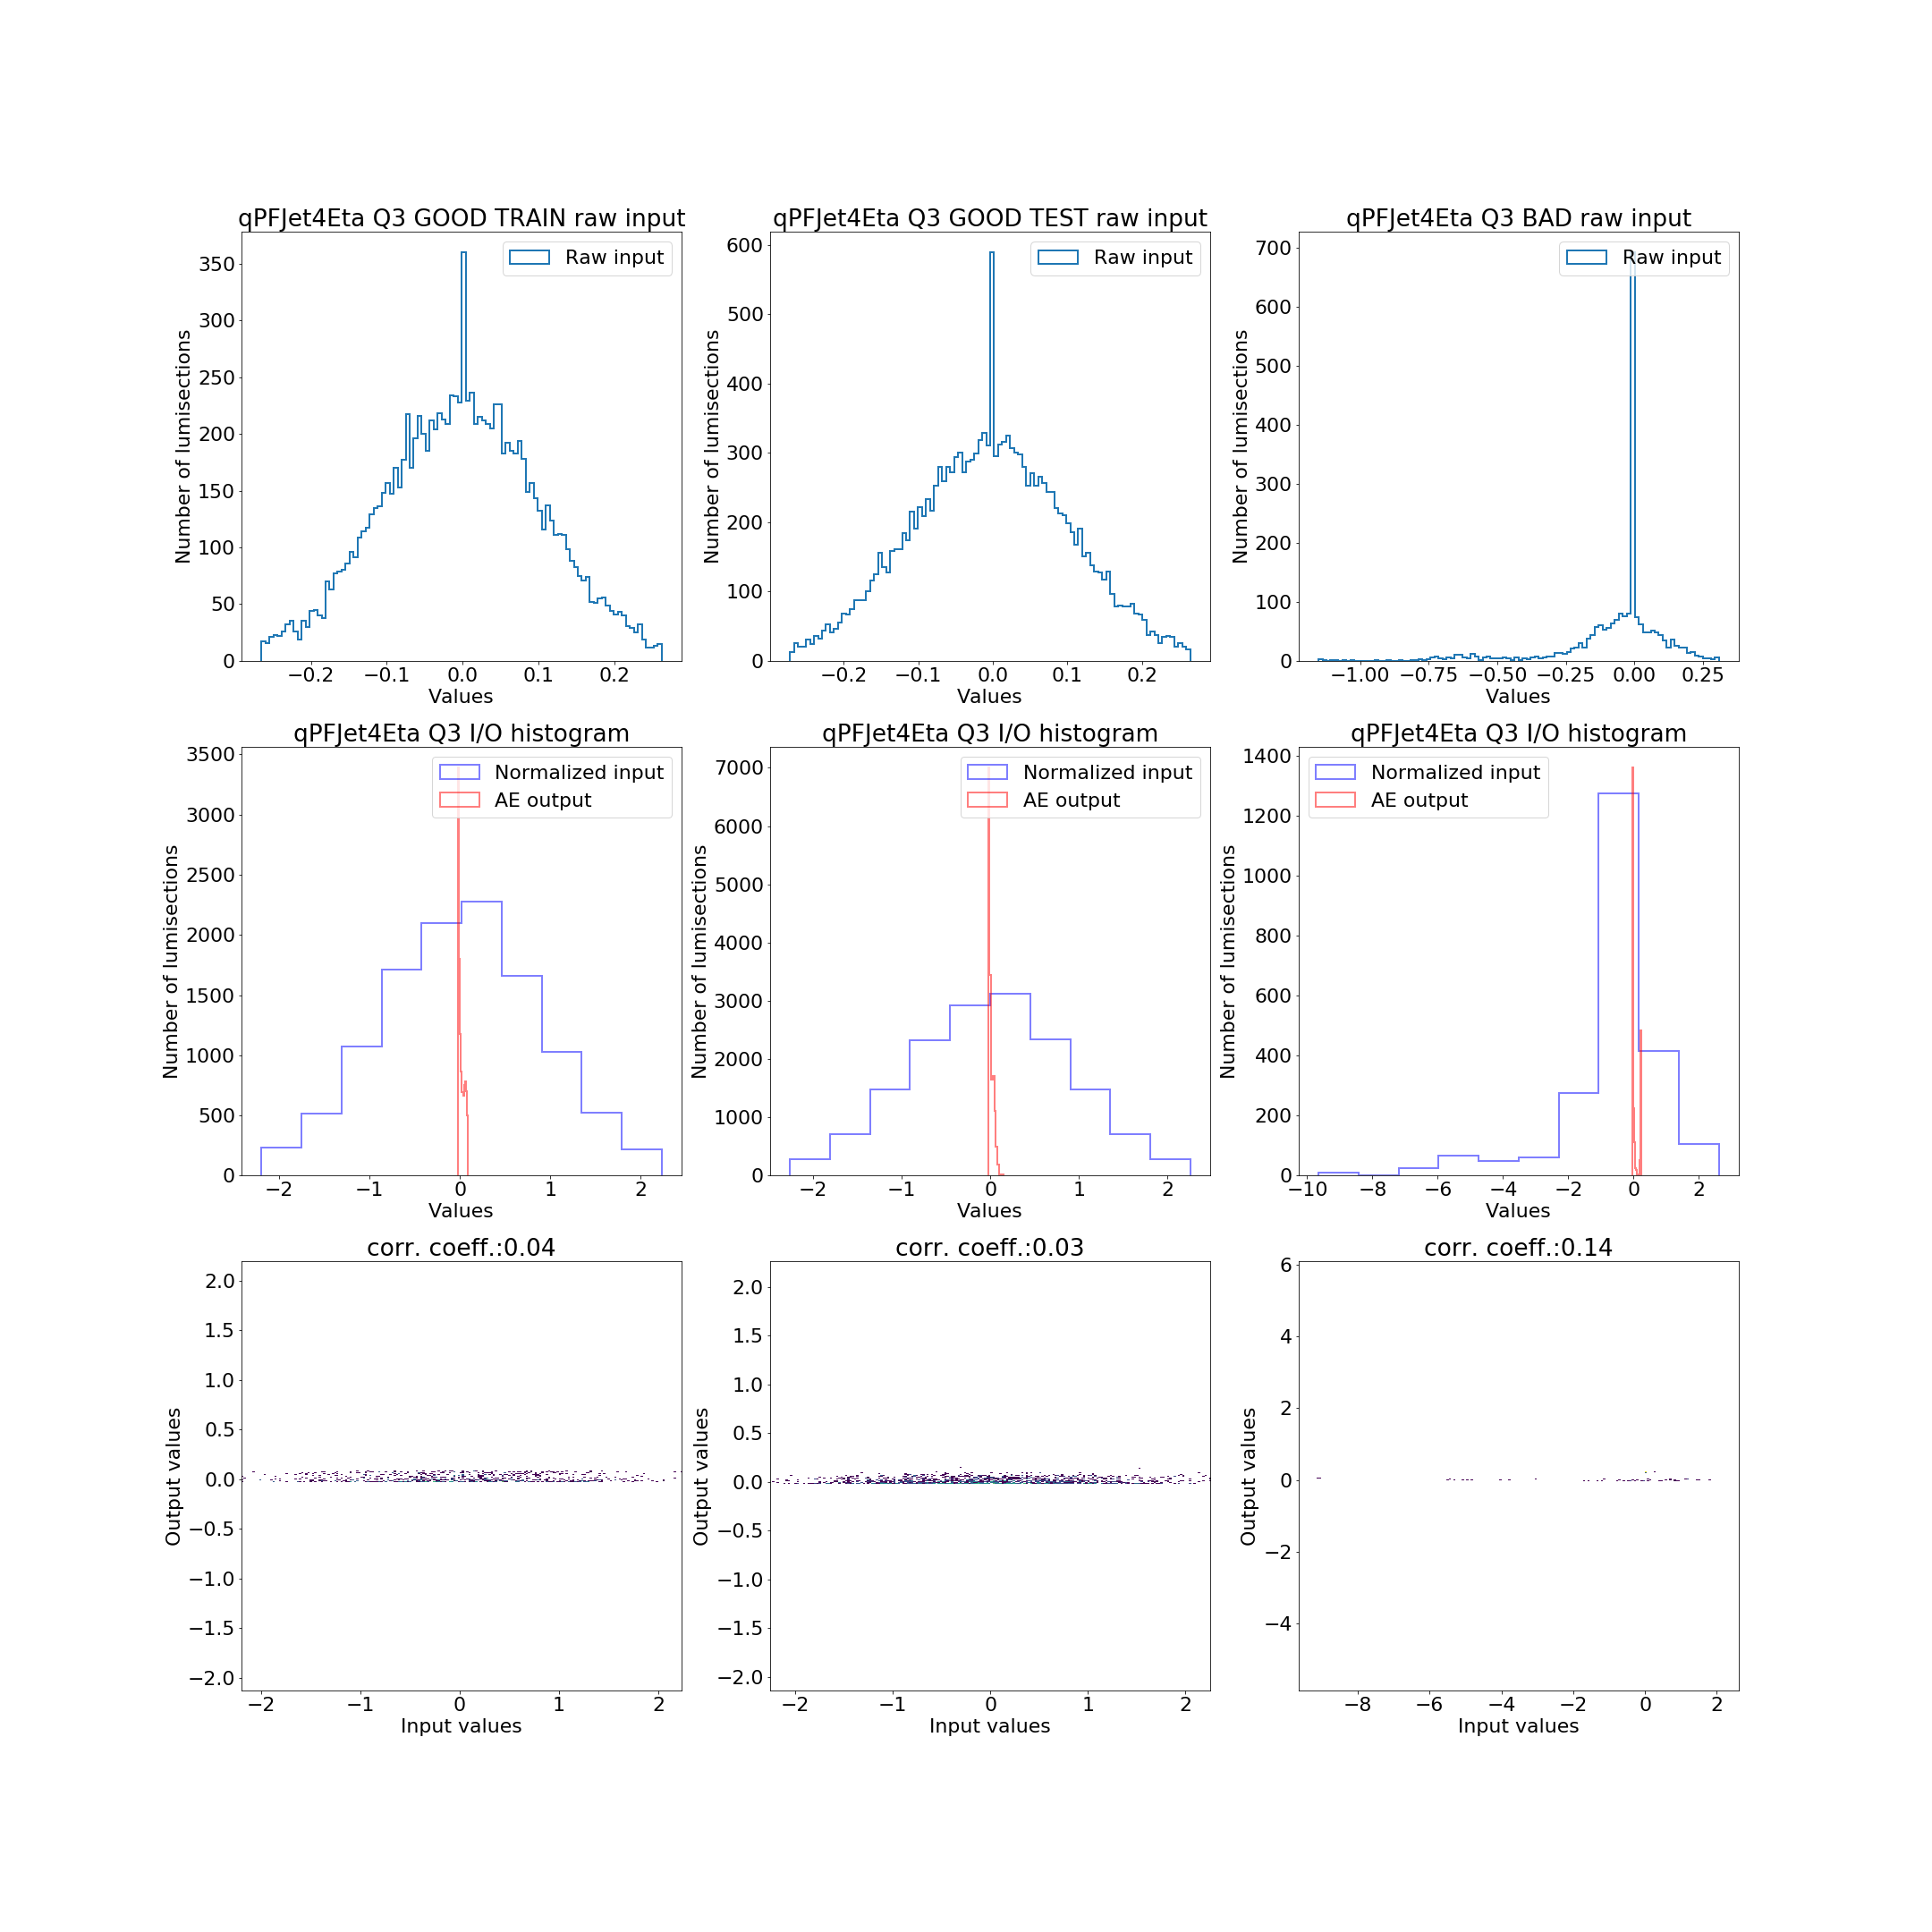 qPFJet4Eta Q3 GOOD TRAIN raw input
Raw input
350
300
250
200
150
100
50
0
−0.2 −0.1 0.0 0.1 0.2
Number of lumisections
Values
qPFJet4Eta Q3 GOOD TEST raw input
Raw input
600
500
400
300
200
100
0
−0.2 −0.1 0.0 0.1 0.2
Number of lumisections
Values
qPFJet4Eta Q3 BAD raw input
Raw input
700
600
500
400
300
200
100
0
−1.00 −0.75 −0.50 −0.25 0.00 0.25
Number of lumisections
Values
qPFJet4Eta Q3 I/O histogram
Normalized input
AE output
3500
3000
2500
2000
1500
1000
500
0
−2 −1 0 1 2
Number of lumisections
Values
qPFJet4Eta Q3 I/O histogram
Normalized input
AE output
7000
6000
5000
4000
3000
2000
1000
0
−2 −1 0 1 2
Number of lumisections
Values
qPFJet4Eta Q3 I/O histogram
Normalized input
AE output
1400
1200
1000
800
600
400
200
0
−10 −8 −6 −4 −2 0 2
Number of lumisections
Values
corr. coeff.:0.04
2.0
1.5
1.0
0.5
0.0
−0.5
−1.0
−1.5
−2.0
−2 −1 0 1 2
Output values
Input values
corr. coeff.:0.03
2.0
1.5
1.0
0.5
0.0
−0.5
−1.0
−1.5
−2.0
−2 −1 0 1 2
Output values
Input values
corr. coeff.:0.14
6
4
2
0
−2
−4
−8 −6 −4 −2 0 2
Output values
Input values